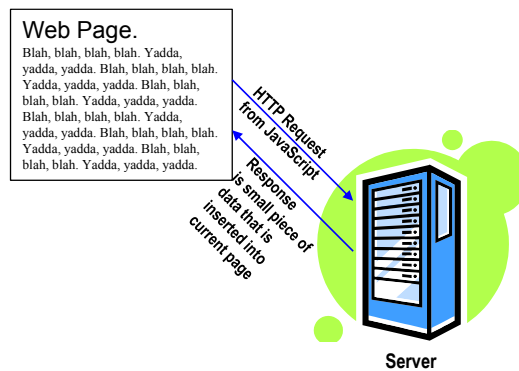 Web Page.
Blah, blah, blah, blah. Yadda,
yadda, yadda. Blah, blah, blah, blah.
Yadda, yadda, yadda. Blah, blah,
blah, blah. Yadda, yadda, yadda.
Blah, blah, blah, blah. Yadda,
yadda, yadda. Blah, blah, blah, blah.
Yadda, yadda, yadda. Blah, blah,
blah, blah. Yadda, yadda, yadda.
HTTP Request
from JavaScript
Response
is small piece of
data that is
inserted into
current page
Server